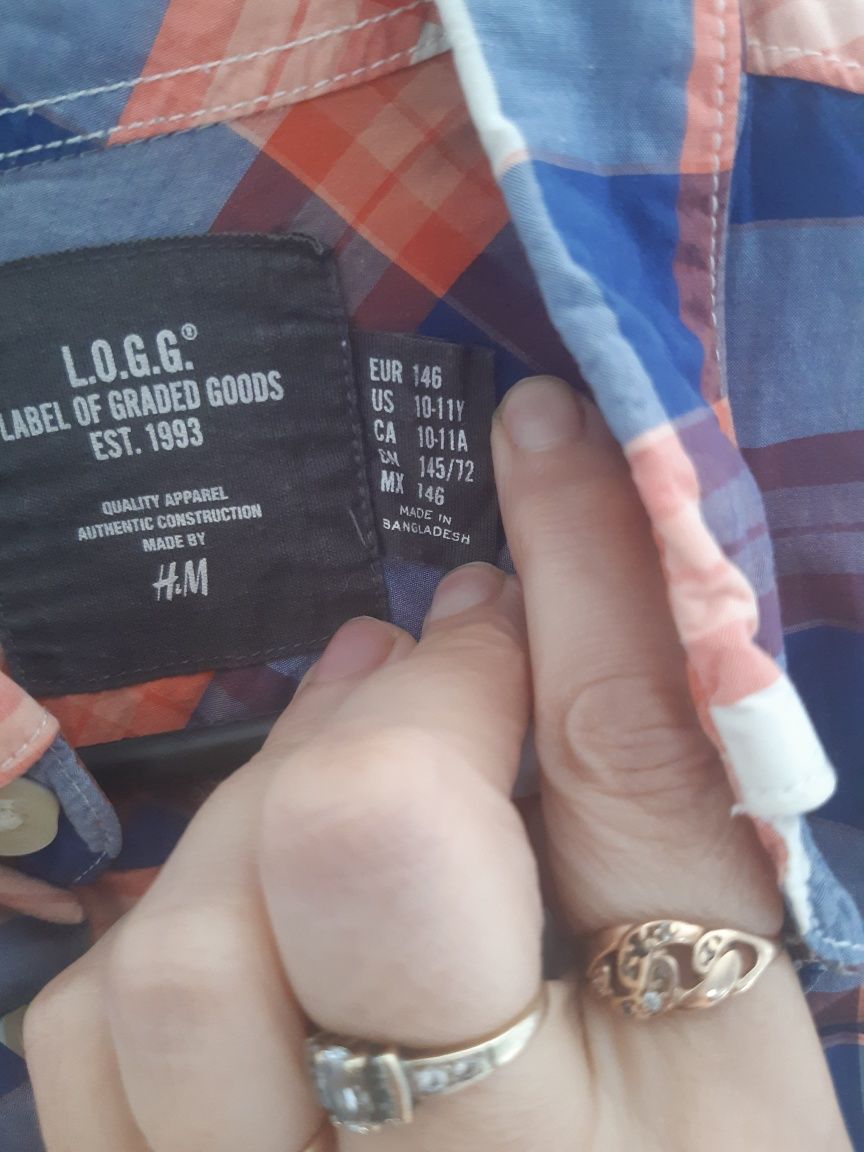 L.O.G.G.®
LABEL OF GRADED GOODS
EST. 1993
QUALITY APPAREL
AUTHENTIC CONSTRUCTION
MADE BY
H&M
EUR 146
US 10-11Y
CA 10-11A
CN 145/72
MX 146
MADE IN
BANGLADESH